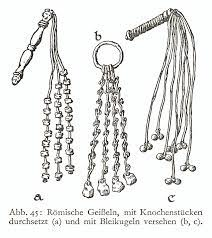 b
a
c
Abb. 45: Römische Geißeln, mit Knochenstücken
durchsetzt (a) und mit Bleikugeln versehen (b, c).